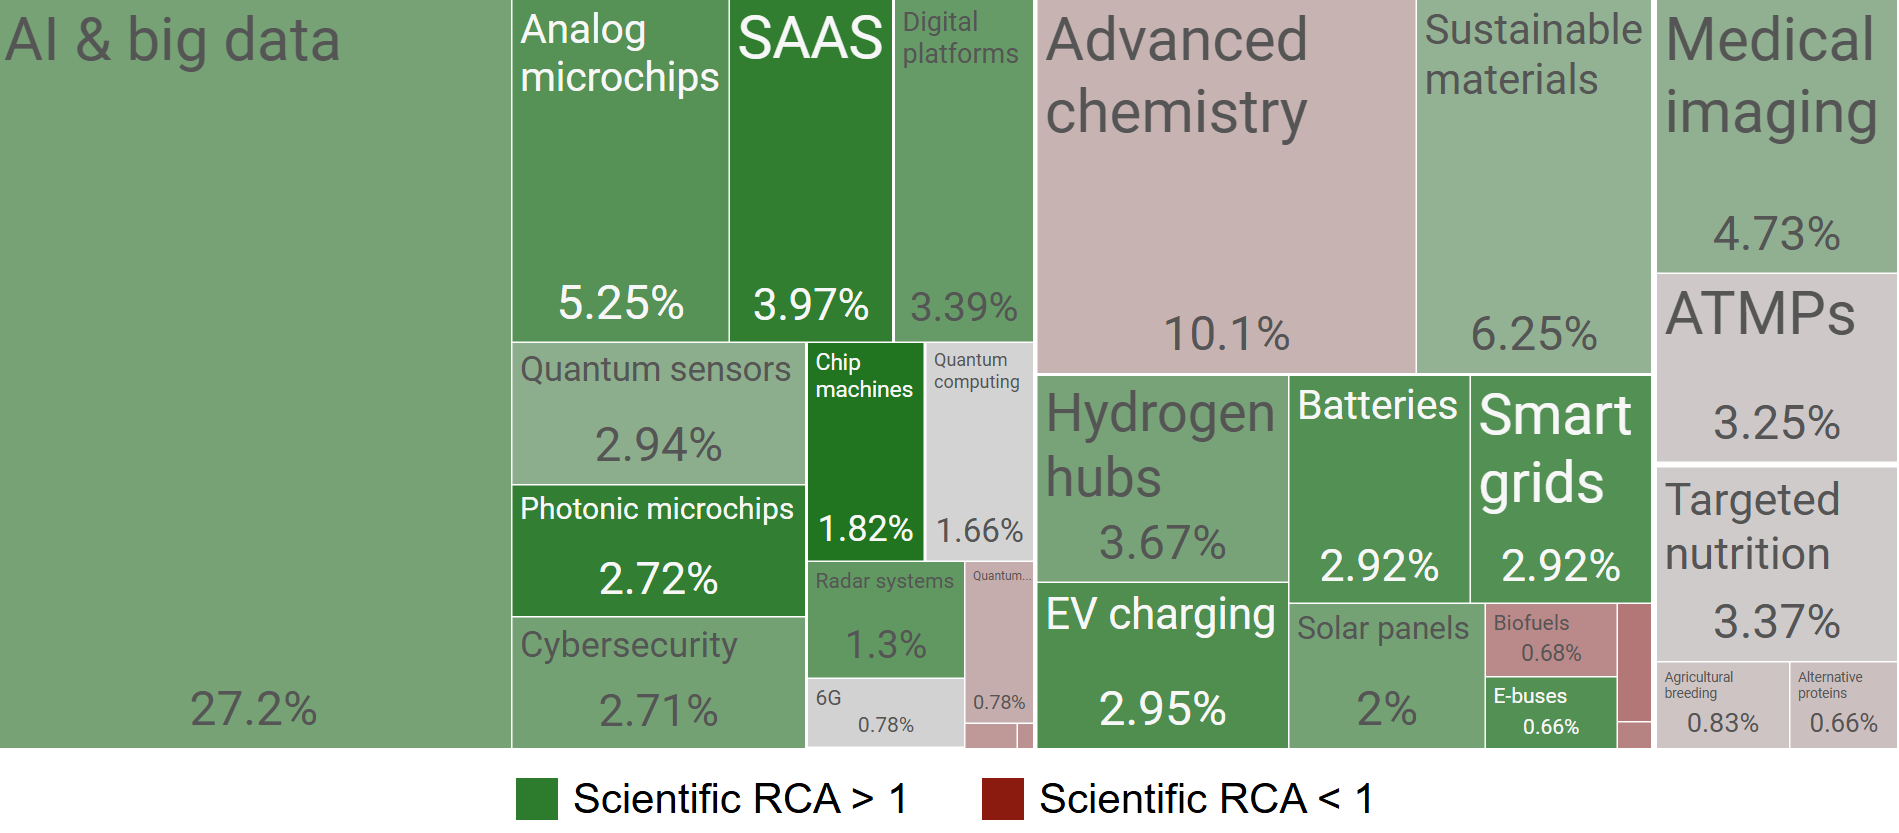 AI & big data
27.2%
Analog
microchips
5.25%
SAAS
3.97%
Digital
platforms
3.39%
Quantum sensors
2.94%
Photonic microchips
2.72%
Cybersecurity
2.71%
Chip
machines
1.82%
Quantum
computing
1.66%
Radar systems
1.3%
6G
0.78%
Quantum...
0.78%
Advanced
chemistry
10.1%
Sustainable
materials
6.25%
Hydrogen
hubs
3.67%
EV charging
2.95%
Batteries
2.92%
Smart
grids
2.92%
Solar panels
2%
Biofuels
0.68%
E-buses
0.66%
Medical
imaging
4.73%
ATMPs
3.25%
Targeted
nutrition
3.37%
Agricultural
breeding
0.83%
Alternative
proteins
0.66%
Scientific RCA > 1
Scientific RCA < 1